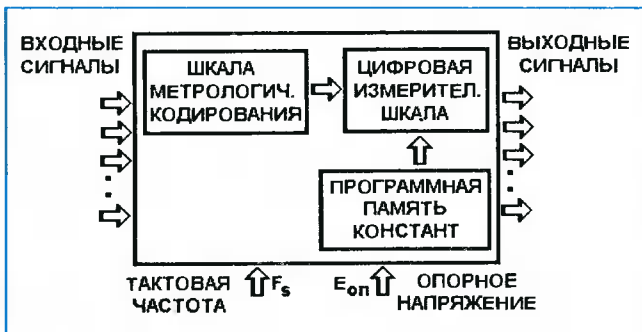 ВХОДНЫЕ
СИГНАЛЫ
ШКАЛА
МЕТРОЛОГИЧ.
КОДИРОВАНИЯ
ЦИФРОВАЯ
ИЗМЕРИТЕЛ.
ШКАЛА
ВЫХОДНЫЕ
СИГНАЛЫ
ПРОГРАММНАЯ
ПАМЯТЬ
КОНСТАНТ
ТАКТОВАЯ
ЧАСТОТА
Fs
Eоп
ОПОРНОЕ
НАПРЯЖЕНИЕ